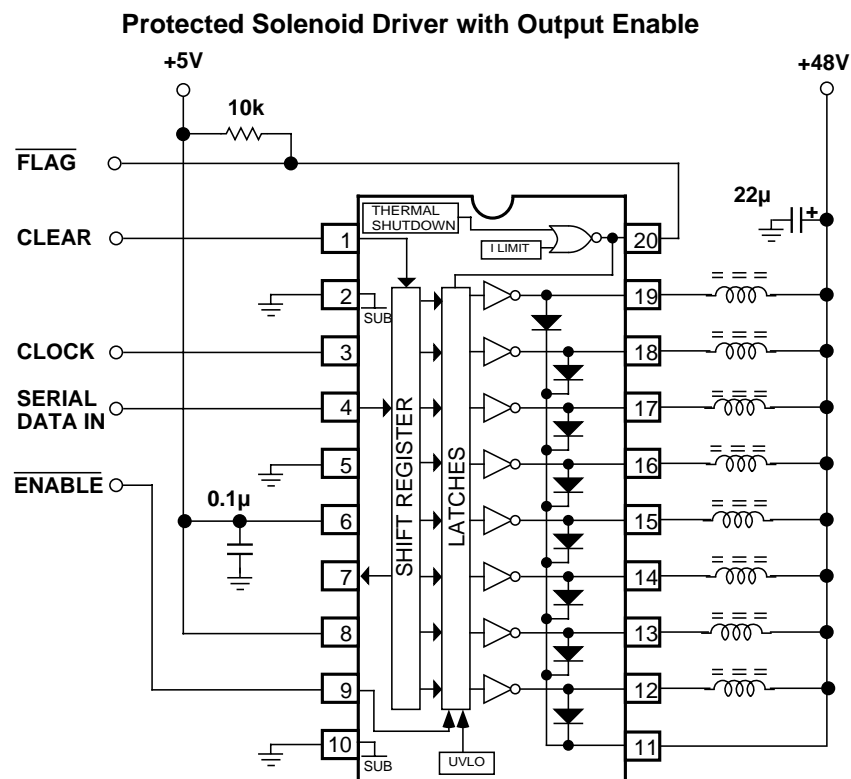 Protected Solenoid Driver with Output Enable
+5V
+48V
10k
FLAG
22µ
+
THERMAL
SHUTDOWN
I LIMIT
CLEAR
1
20
2
SUB
19
CLOCK
3
18
SERIAL
DATA IN
4
17
SHIFT REGISTER
LATCHES
5
16
ENABLE
0.1µ
6
15
7
14
8
13
9
12
10
SUB
UVLO
11